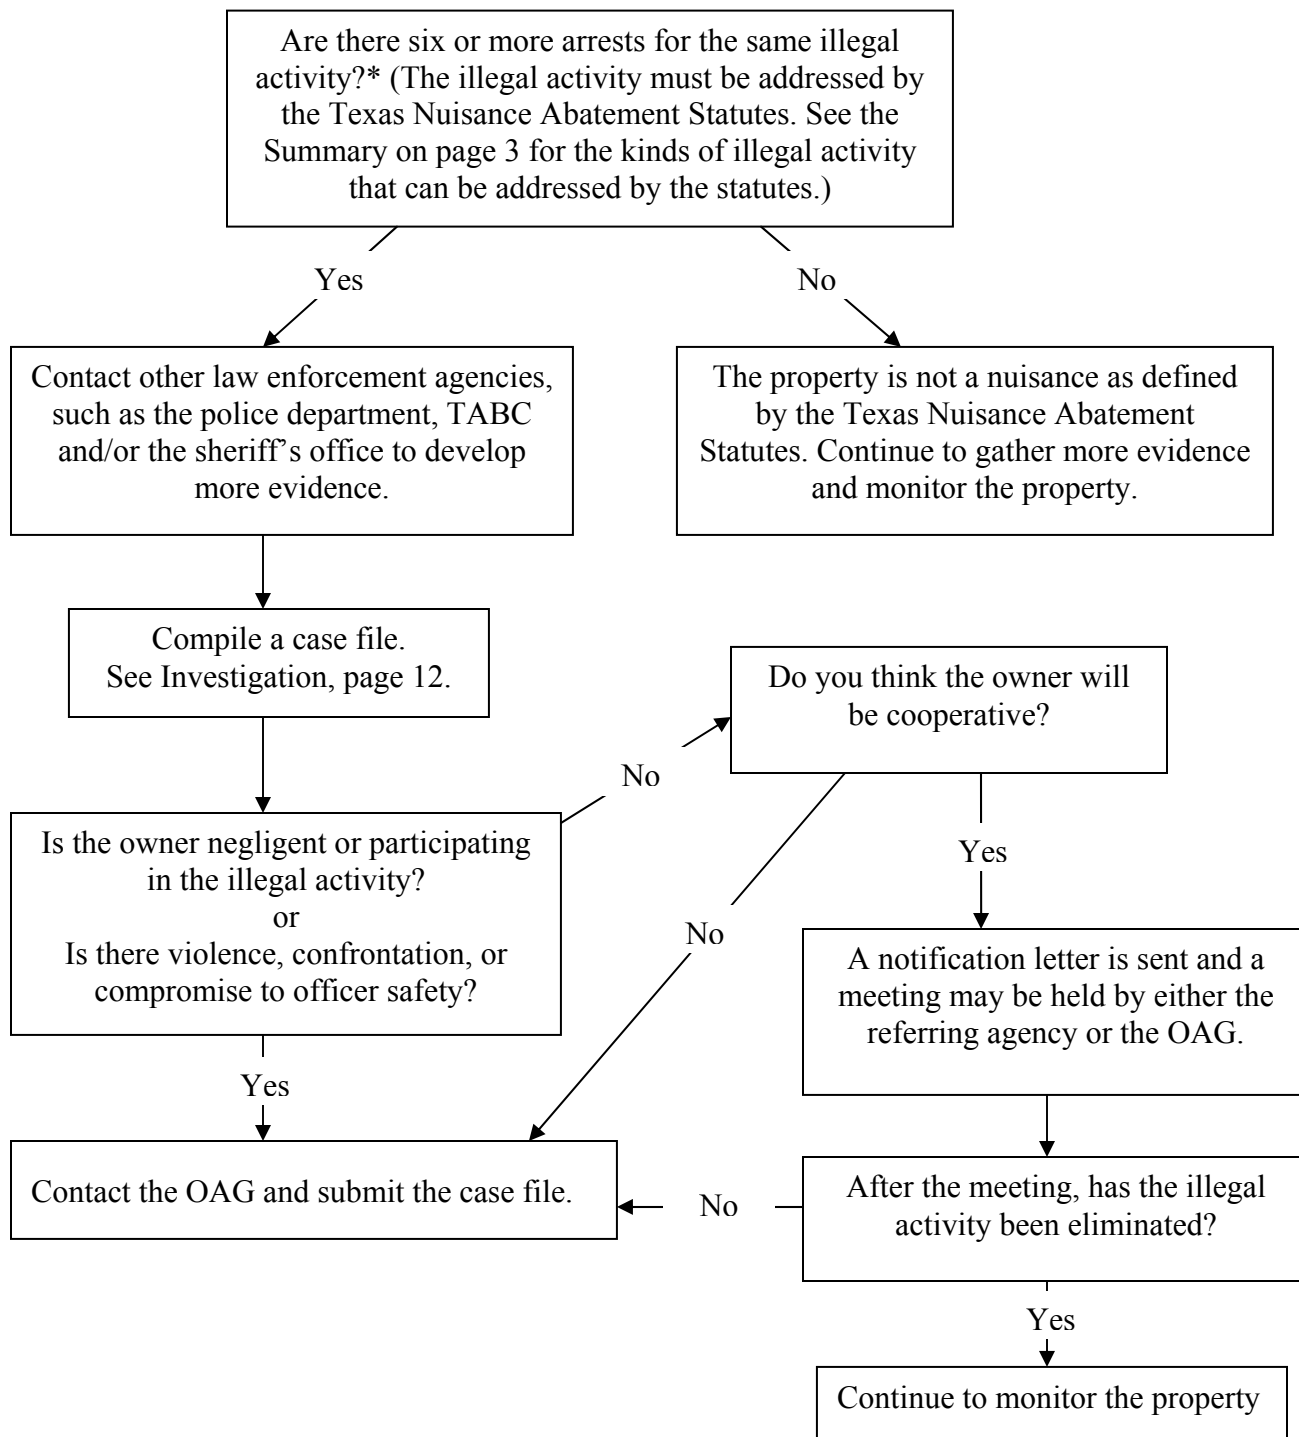 Are there six or more arrests for the same illegal
activity?* (The illegal activity must be addressed by
the Texas Nuisance Abatement Statutes. See the
Summary on page 3 for the kinds of illegal activity
that can be addressed by the statutes.)
Yes
No
Contact other law enforcement agencies,
such as the police department, TABC
and/or the sheriff’s office to develop
more evidence.
The property is not a nuisance as defined
by the Texas Nuisance Abatement
Statutes. Continue to gather more evidence
and monitor the property.
Compile a case file.
See Investigation, page 12.
Do you think the owner will
be cooperative?
No
Is the owner negligent or participating
in the illegal activity?
or
Is there violence, confrontation, or
compromise to officer safety?
Yes
No
A notification letter is sent and a
meeting may be held by either the
referring agency or the OAG.
Yes
Contact the OAG and submit the case file.
No
After the meeting, has the illegal
activity been eliminated?
Yes
Continue to monitor the property